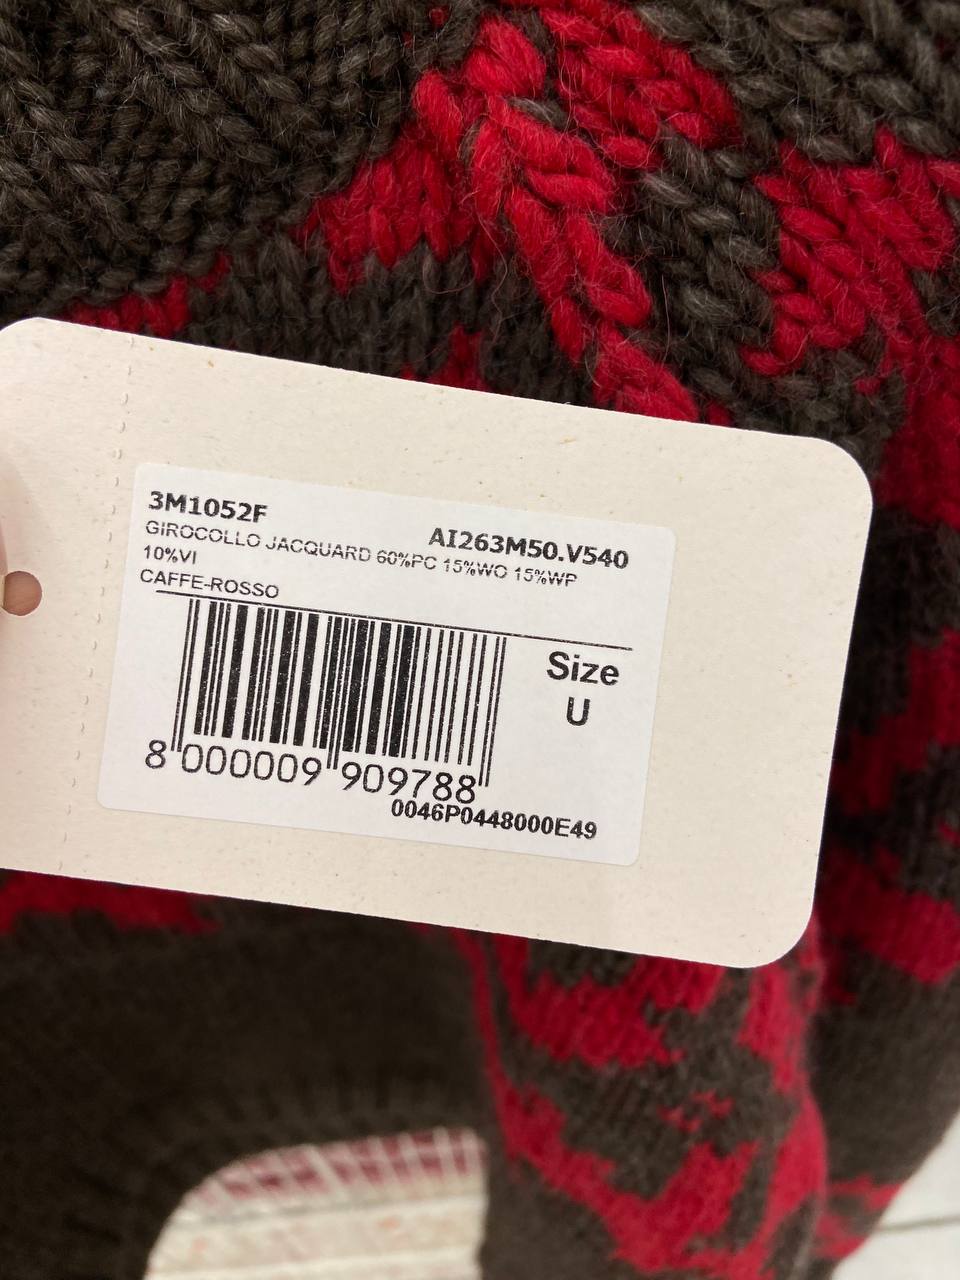 3M1052F
AI263M50.V540
GIROCOLLO JACQUARD 60%PC 15%WO 15%WP
10%VI
CAFFE-ROSSO
Size
U
8 000009 909788
0046P0448000E49